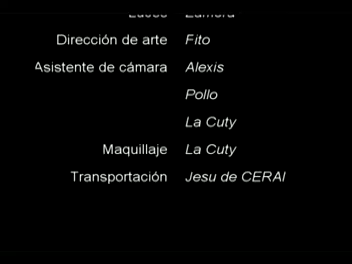 Dirección de arte Fito
Asistente de cámara Alexis
Pollo
La Cuty
Maquillaje La Cuty
Transportación Jesu de CERAI